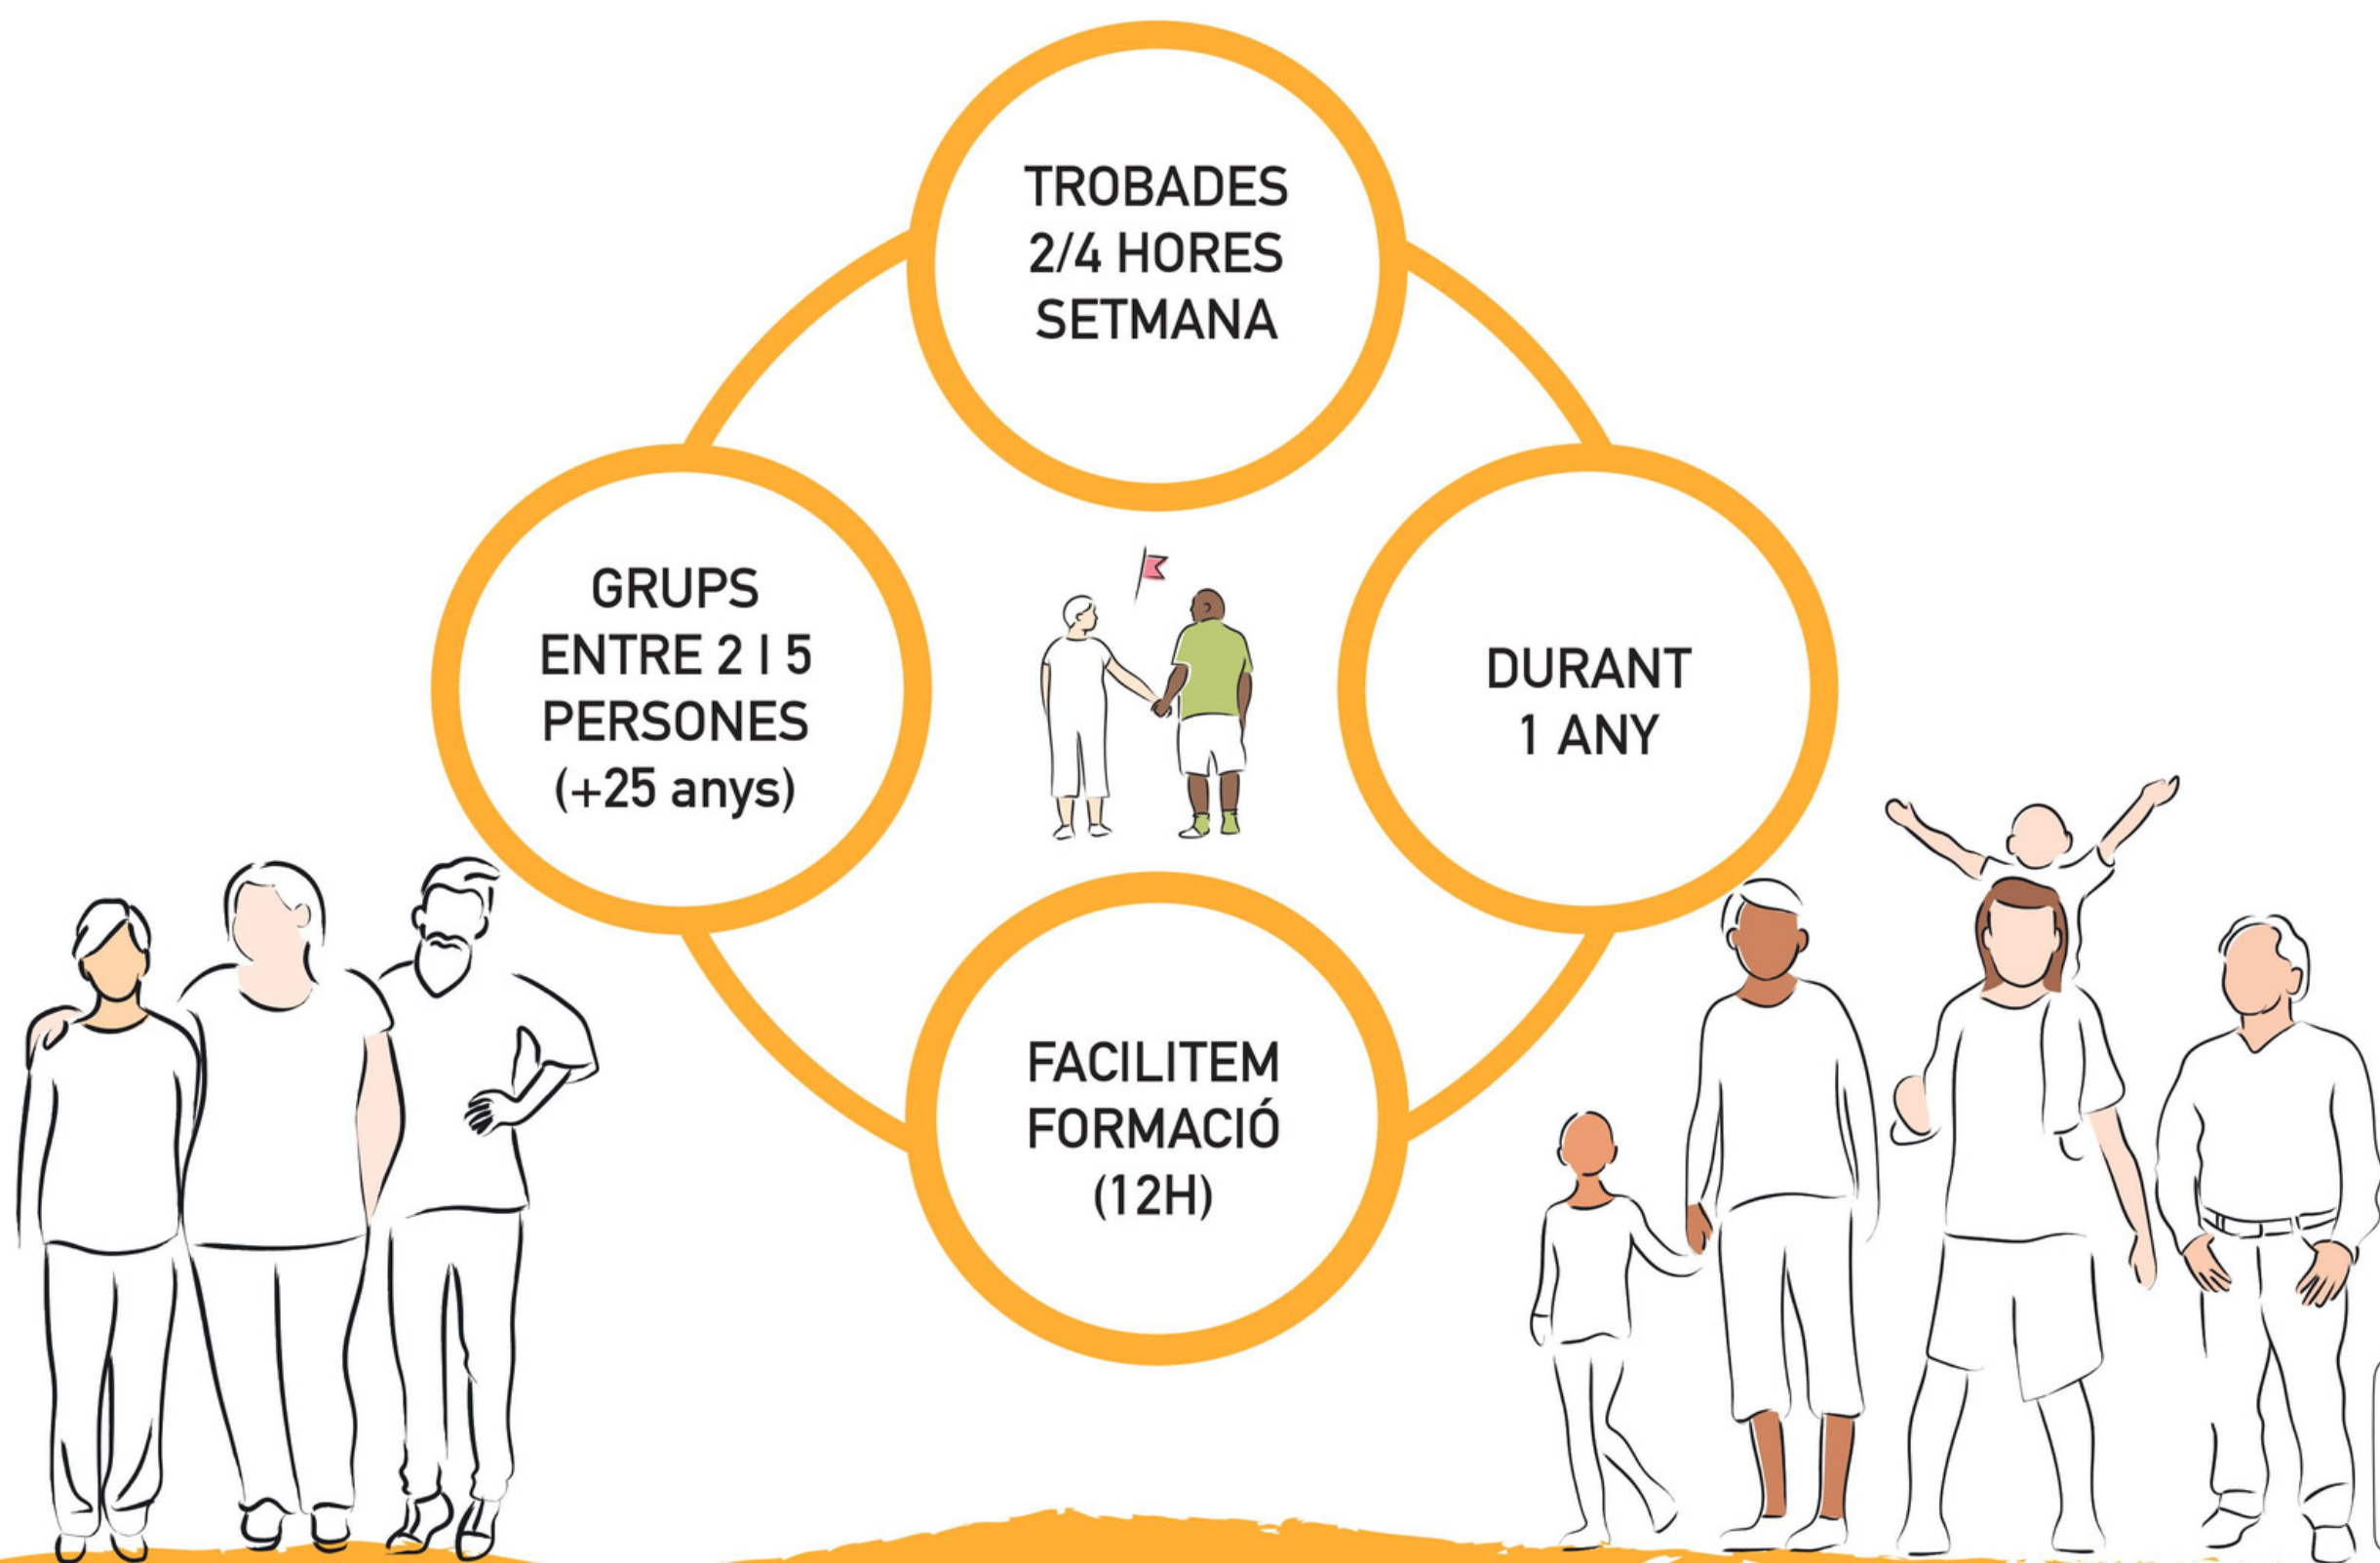 TROBADES
2/4 HORES
SETMANA
GRUPS
ENTRE 2 I 5
PERSONES
(+25 anys)
DURANT
1 ANY
FACILITEM
FORMACIÓ
(12H)